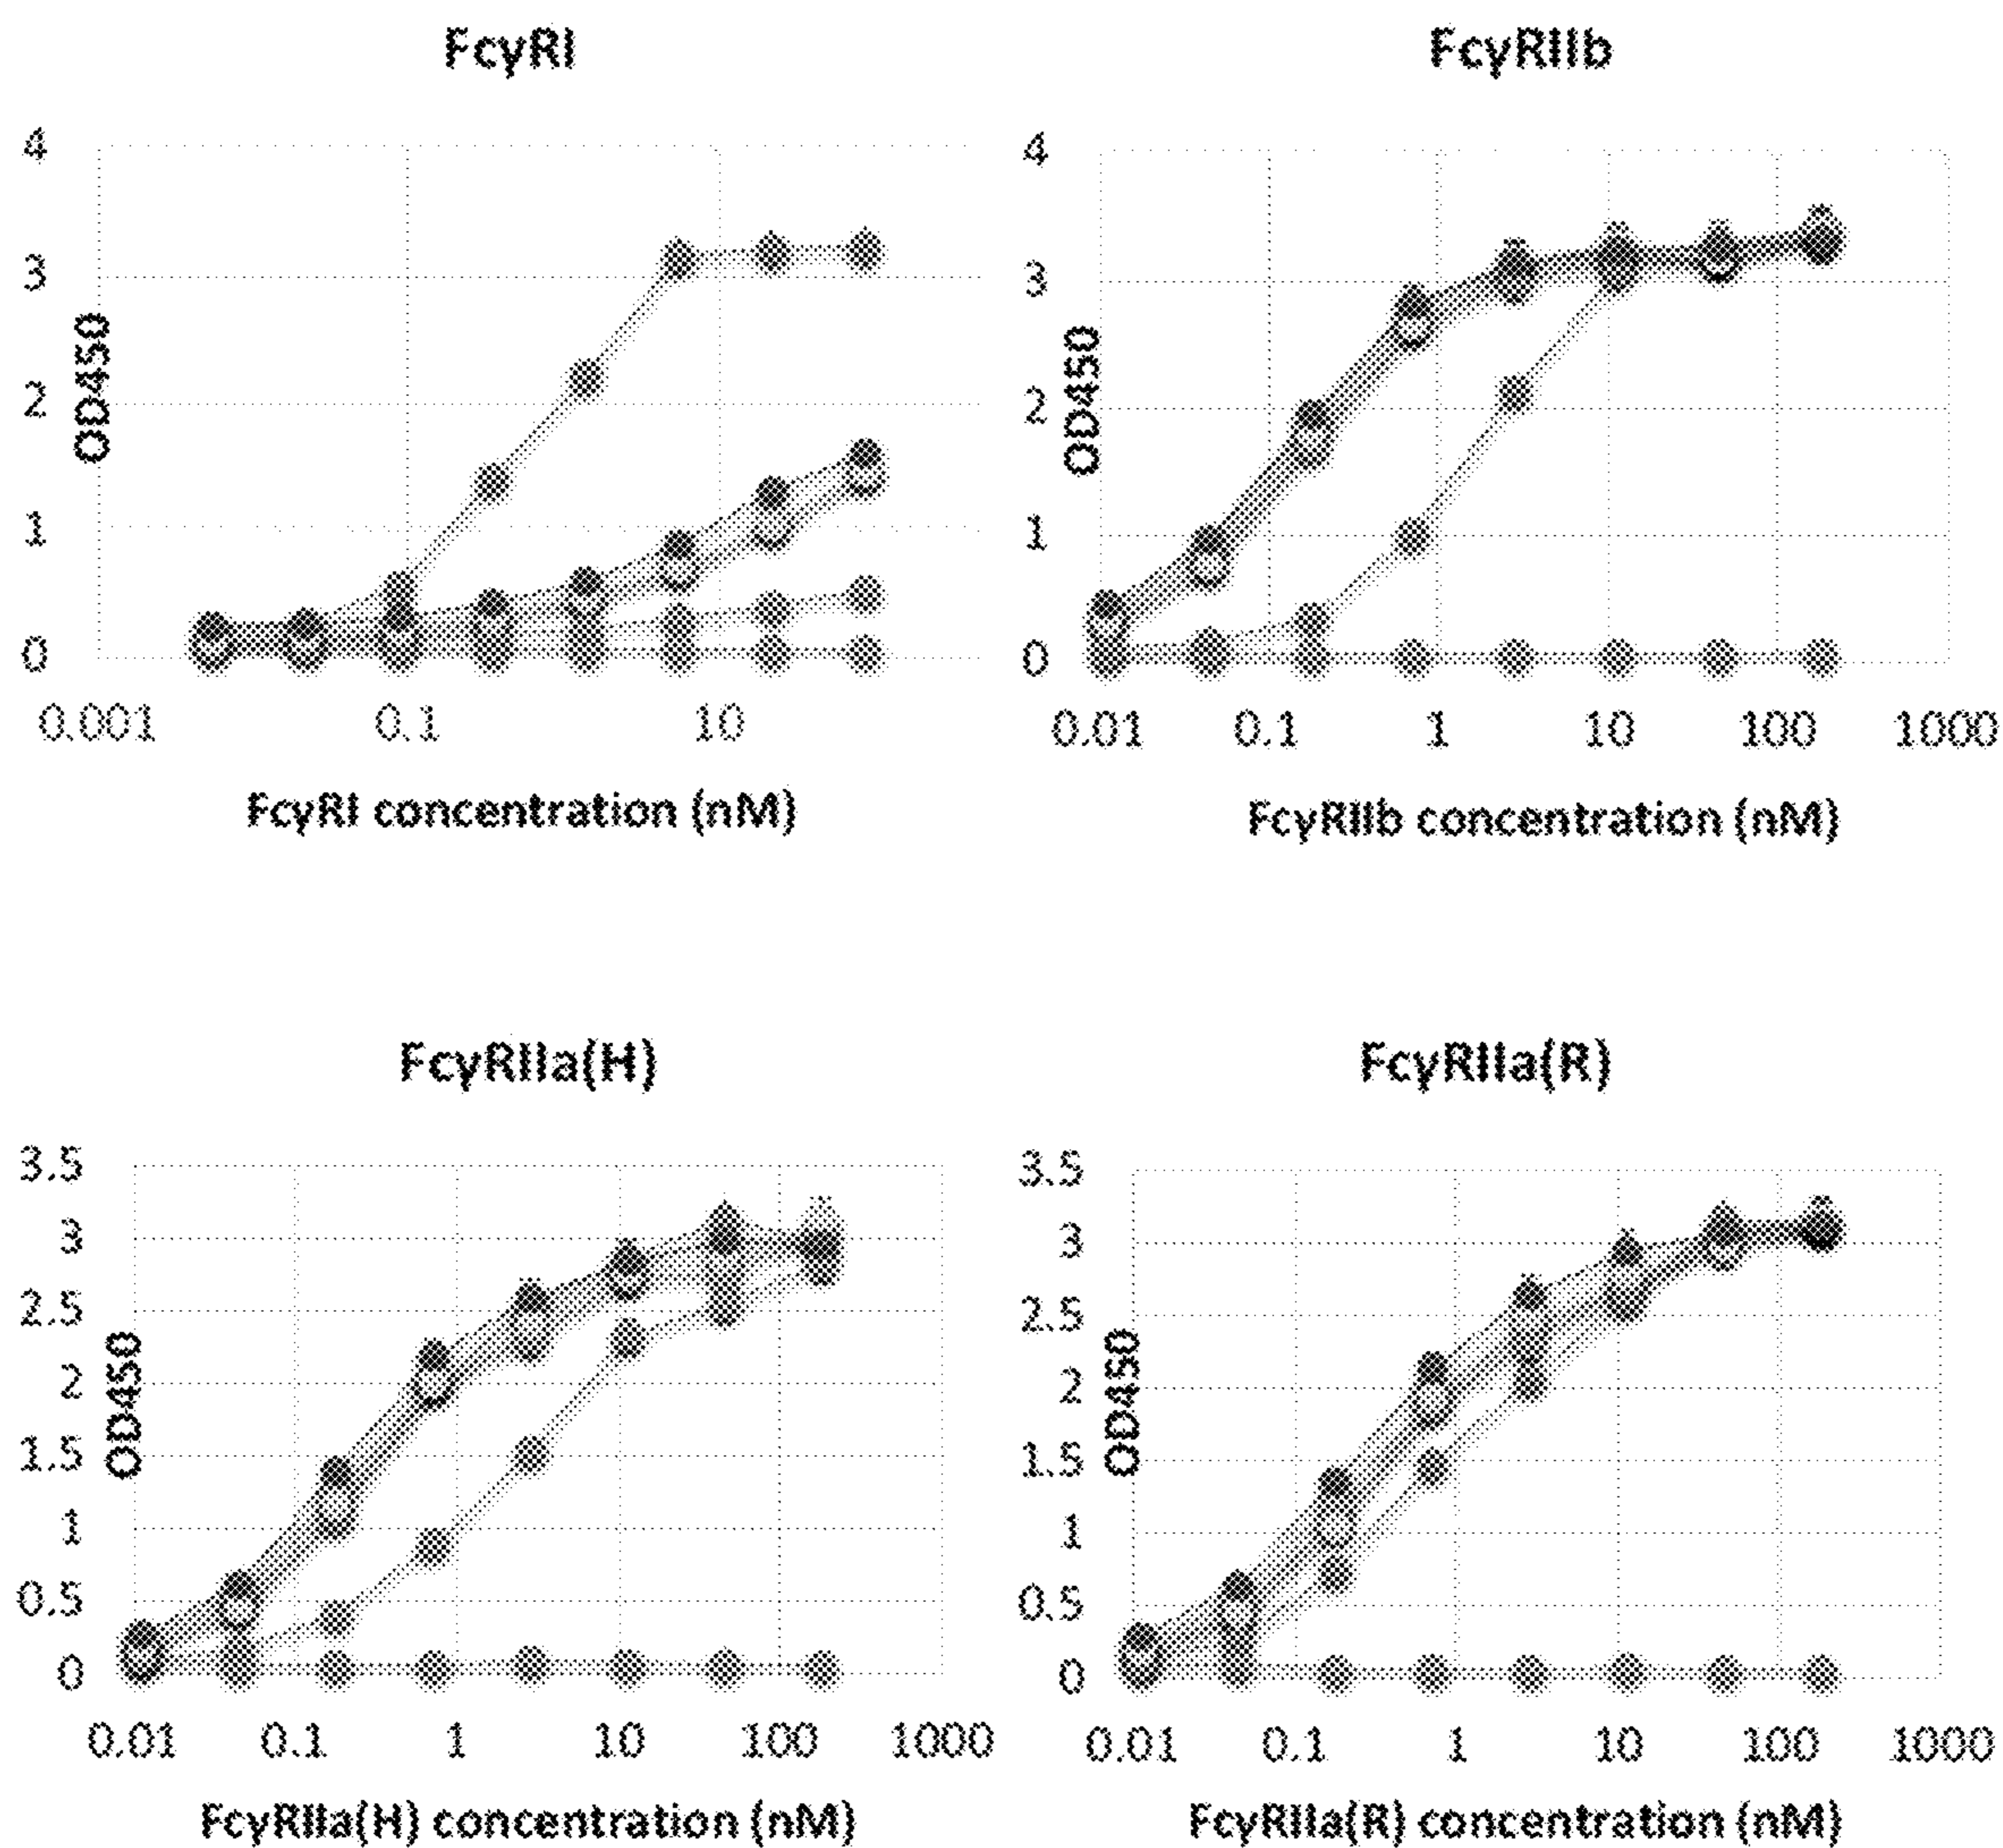 FcγRI
4
3
2
1
0
OD450
0.001 0.1 10
FcγRI concentration (nM)
FcγRIIb
4
3
2
1
0
OD450
0.01 0.1 1 10 100 1000
FcγRIIb concentration (nM)
FcγRIIa(H)
3.5
3
2.5
2
1.5
1
0.5
0
OD450
0.01 0.1 1 10 100 1000
FcγRIIa(H) concentration (nM)
FcγRIIa(R)
3.5
3
2.5
2
1.5
1
0.5
0
OD450
0.01 0.1 1 10 100 1000
FcγRIIa(R) concentration (nM)